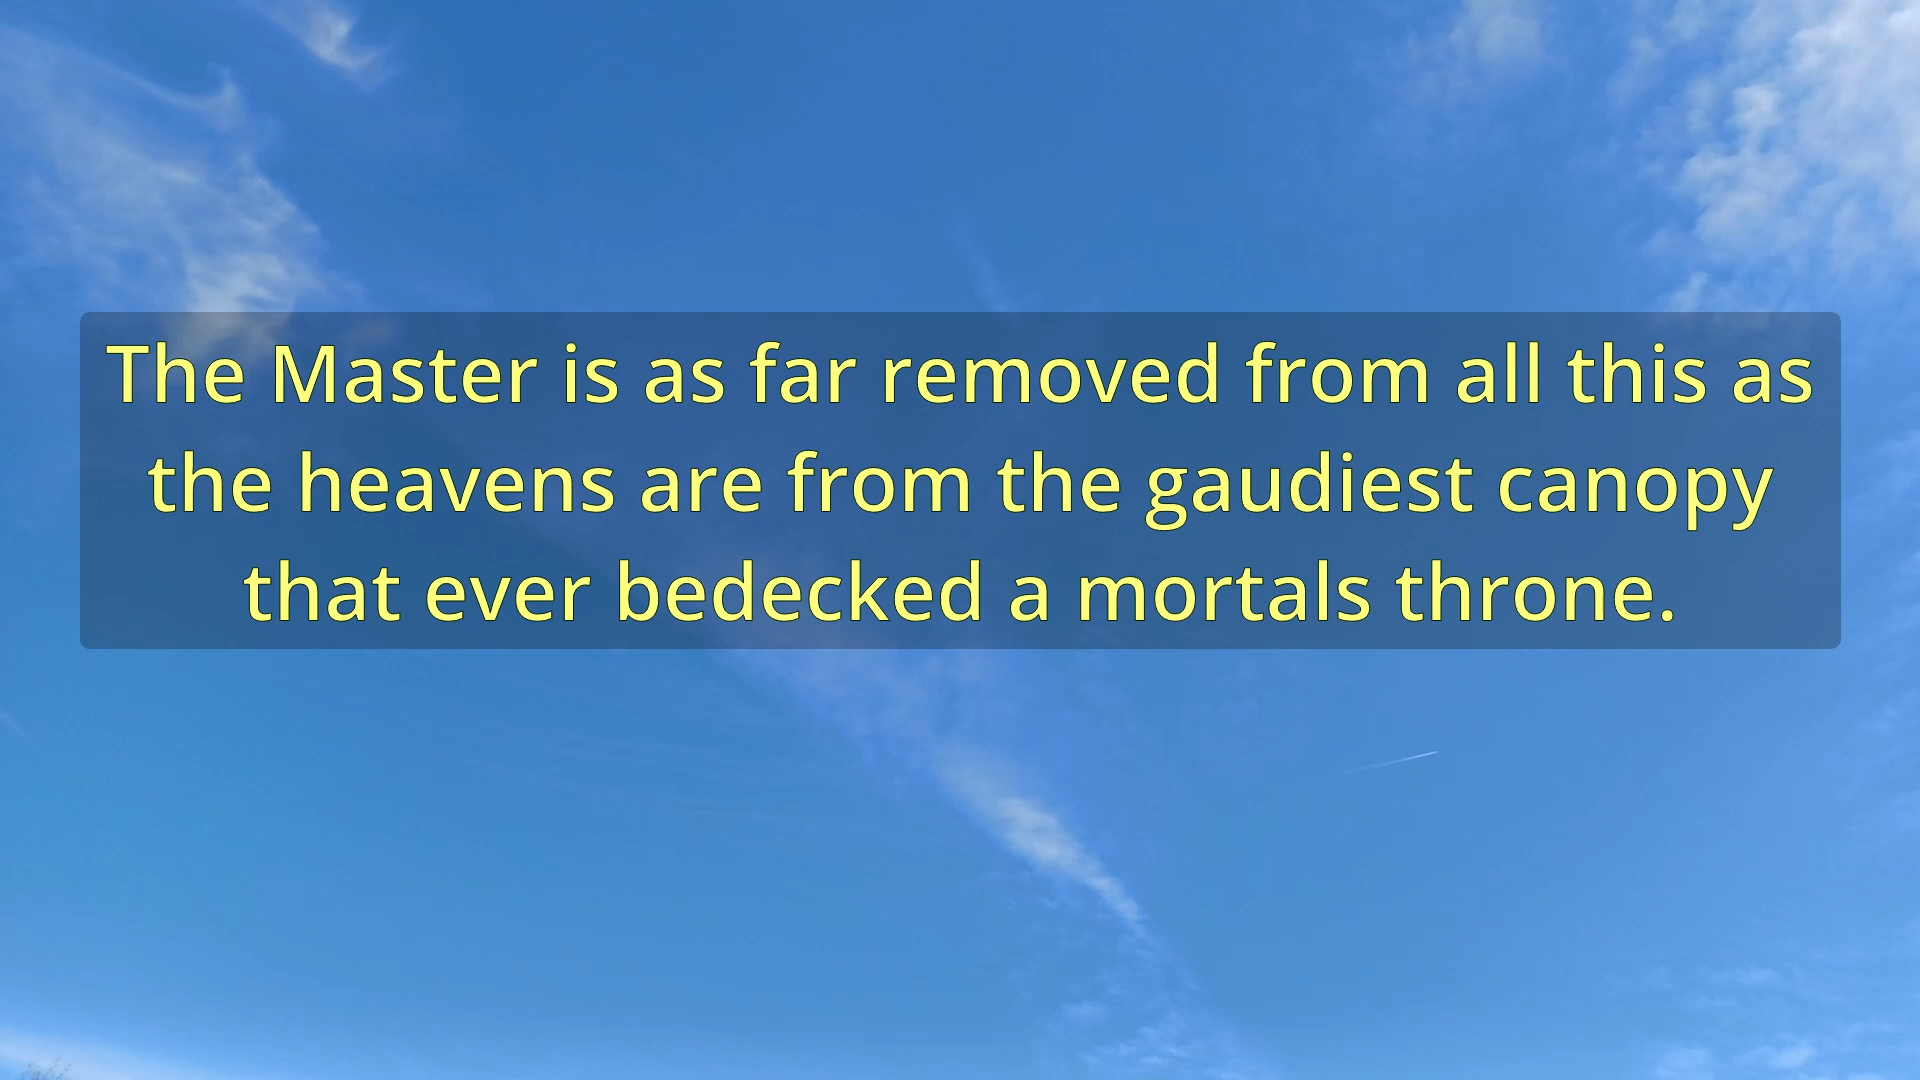 The Master is as far removed from all this as
the heavens are from the gaudiest canopy
that ever bedecked a mortals throne.